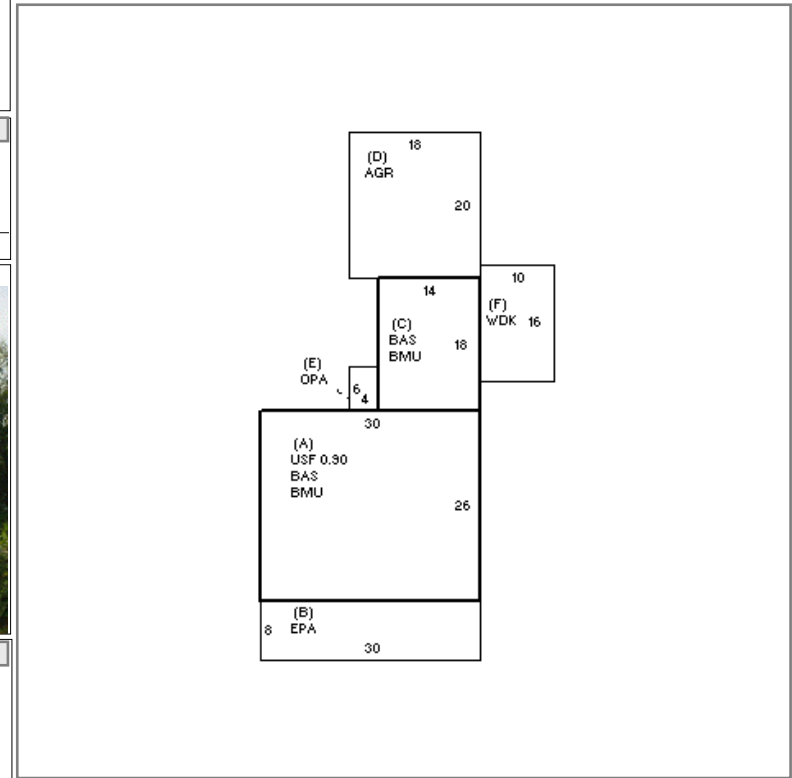 18
(D)
AGR
20
10
14
(F)
WDK 16
(C)
BAS
BMU
18
(E)
OPA
6
4
30
(A)
USF 0.90
BAS
BMU
26
(B)
EPA
8
30